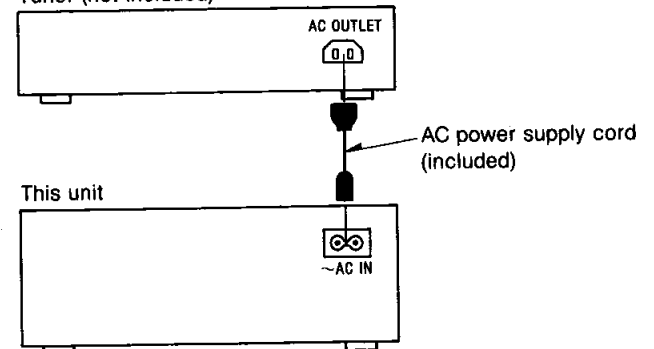 Tuner (not included)
AC OUTLET
AC power supply cord
(included)
This unit
~AC IN